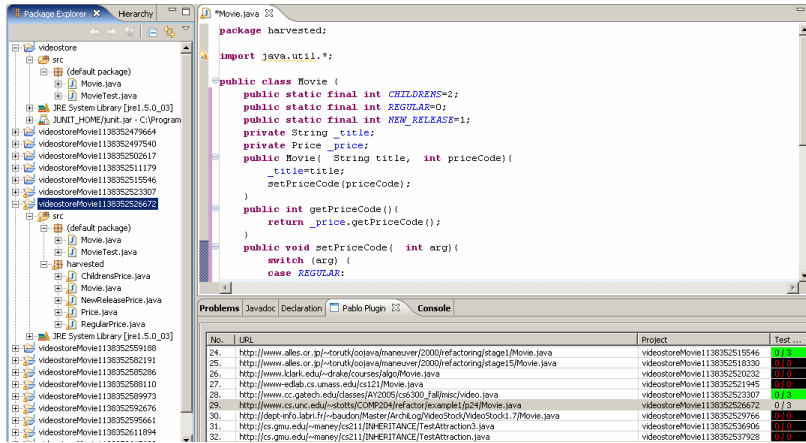 Package Explorer
Hierarchy
videostore
src
(default package)
Movie.java
MovieTest.java
JRE System Library [jre1.5.0_03]
JUNIT_HOME/junit.jar - C:\Program
videostoreMovie1138352479664
videostoreMovie1138352497540
videostoreMovie1138352502617
videostoreMovie1138352511179
videostoreMovie1138352515546
videostoreMovie1138352523307
videostoreMovie1138352526672
src
(default package)
Movie.java
MovieTest.java
harvested
ChildrensPrice.java
Movie.java
NewReleasePrice.java
Price.java
RegularPrice.java
JRE System Library [jre1.5.0_03]
videostoreMovie1138352559188
videostoreMovie1138352582191
videostoreMovie1138352585286
videostoreMovie1138352588110
videostoreMovie1138352589973
videostoreMovie1138352592676
videostoreMovie1138352595661
videostoreMovie1138352611894
*Movie.java
package harvested;
import java.util.*;
public class Movie {
public static final int CHILDRENS=2;
public static final int REGULAR=0;
public static final int NEW_RELEASE=1;
private String _title;
private Price _price;
public Movie( String title, int priceCode){
_title=title;
setPriceCode(priceCode);
}
public int getPriceCode(){
return _price.getPriceCode();
}
public void setPriceCode( int arg){
switch (arg) {
case REGULAR:
Problems Javadoc Declaration Pablo Plugin Console
No. URL Project Test ...
24. http://www.alles.or.jp/~torutk/oojava/maneuver/2000/refactoring/stage1/Movie.java videostoreMovie1138352515546 0 / 3
25. http://www.alles.or.jp/~torutk/oojava/maneuver/2000/refactoring/stage15/Movie.java videostoreMovie1138352518330 0 / 0
26. http://www.lclark.edu/~drake/courses/algo/Movie.java videostoreMovie1138352520232 0 / 0
27. http://www-edlab.cs.umass.edu/cs121/Movie.java videostoreMovie1138352521945 0 / 0
28. http://www.cc.gatech.edu/classes/AY2005/cs6300_fall/misc/video.java videostoreMovie1138352523307 0 / 3
29. http://www.cs.unc.edu/~stotts/COMP204/refactor/example1/p24/Movie.java videostoreMovie1138352526672 0 / 3
30. http://dept-info.labri.fr/~baudon/Master/ArchiLog/VideoStock/VideoStock1.7/Movie.java videostoreMovie1138352529766 0 / 0
31. http://cs.gmu.edu/~maney/cs211/INHERITANCE/TestAttraction3.java videostoreMovie1138352536906 0 / 0
32. http://cs.gmu.edu/~maney/cs211/INHERITANCE/TestAttraction.java videostoreMovie1138352537928 0 / 0